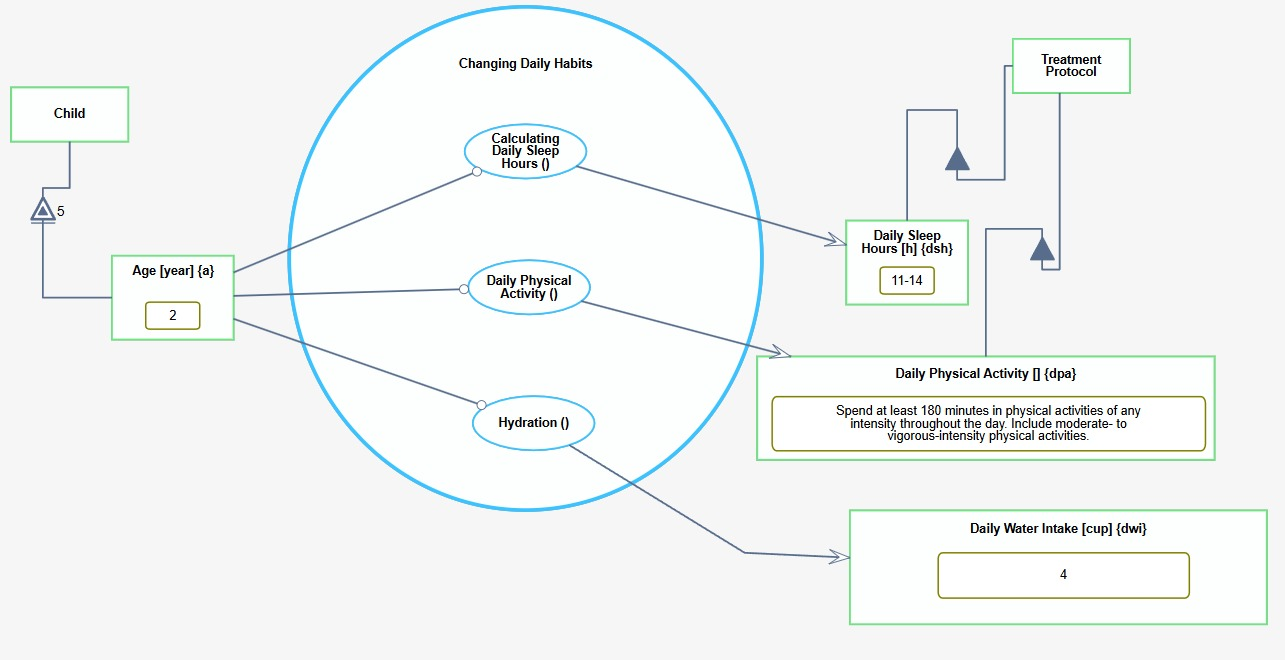 Changing Daily Habits
Child
5
Age [year] {a}
2
Calculating
Daily Sleep
Hours ()
Daily Physical
Activity ()
Hydration ()
Treatment
Protocol
Daily Sleep
Hours [h] {dsh}
11-14
Daily Physical Activity [] {dpa}
Spend at least 180 minutes in physical activities of any
intensity throughout the day. Include moderate- to
vigorous-intensity physical activities.
Daily Water Intake [cup] {dwi}
4